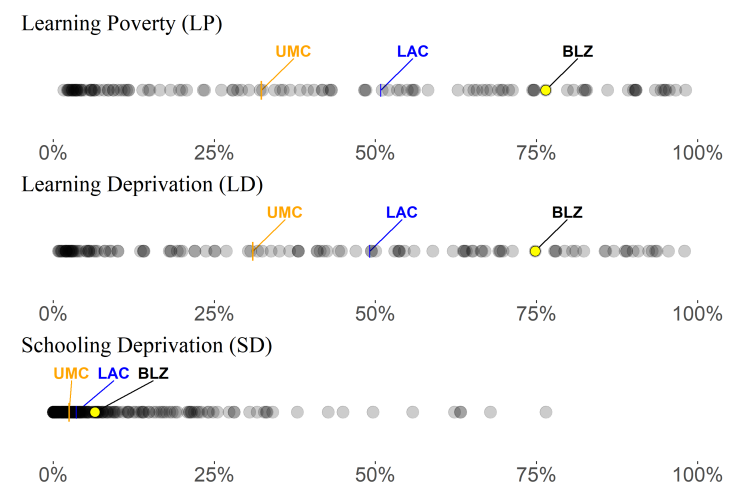 Learning Poverty (LP)
UMC LAC BLZ
0% 25% 50% 75% 100%
Learning Deprivation (LD)
UMC LAC BLZ
0% 25% 50% 75% 100%
Schooling Deprivation (SD)
UMC LAC BLZ
0% 25% 50% 75% 100%